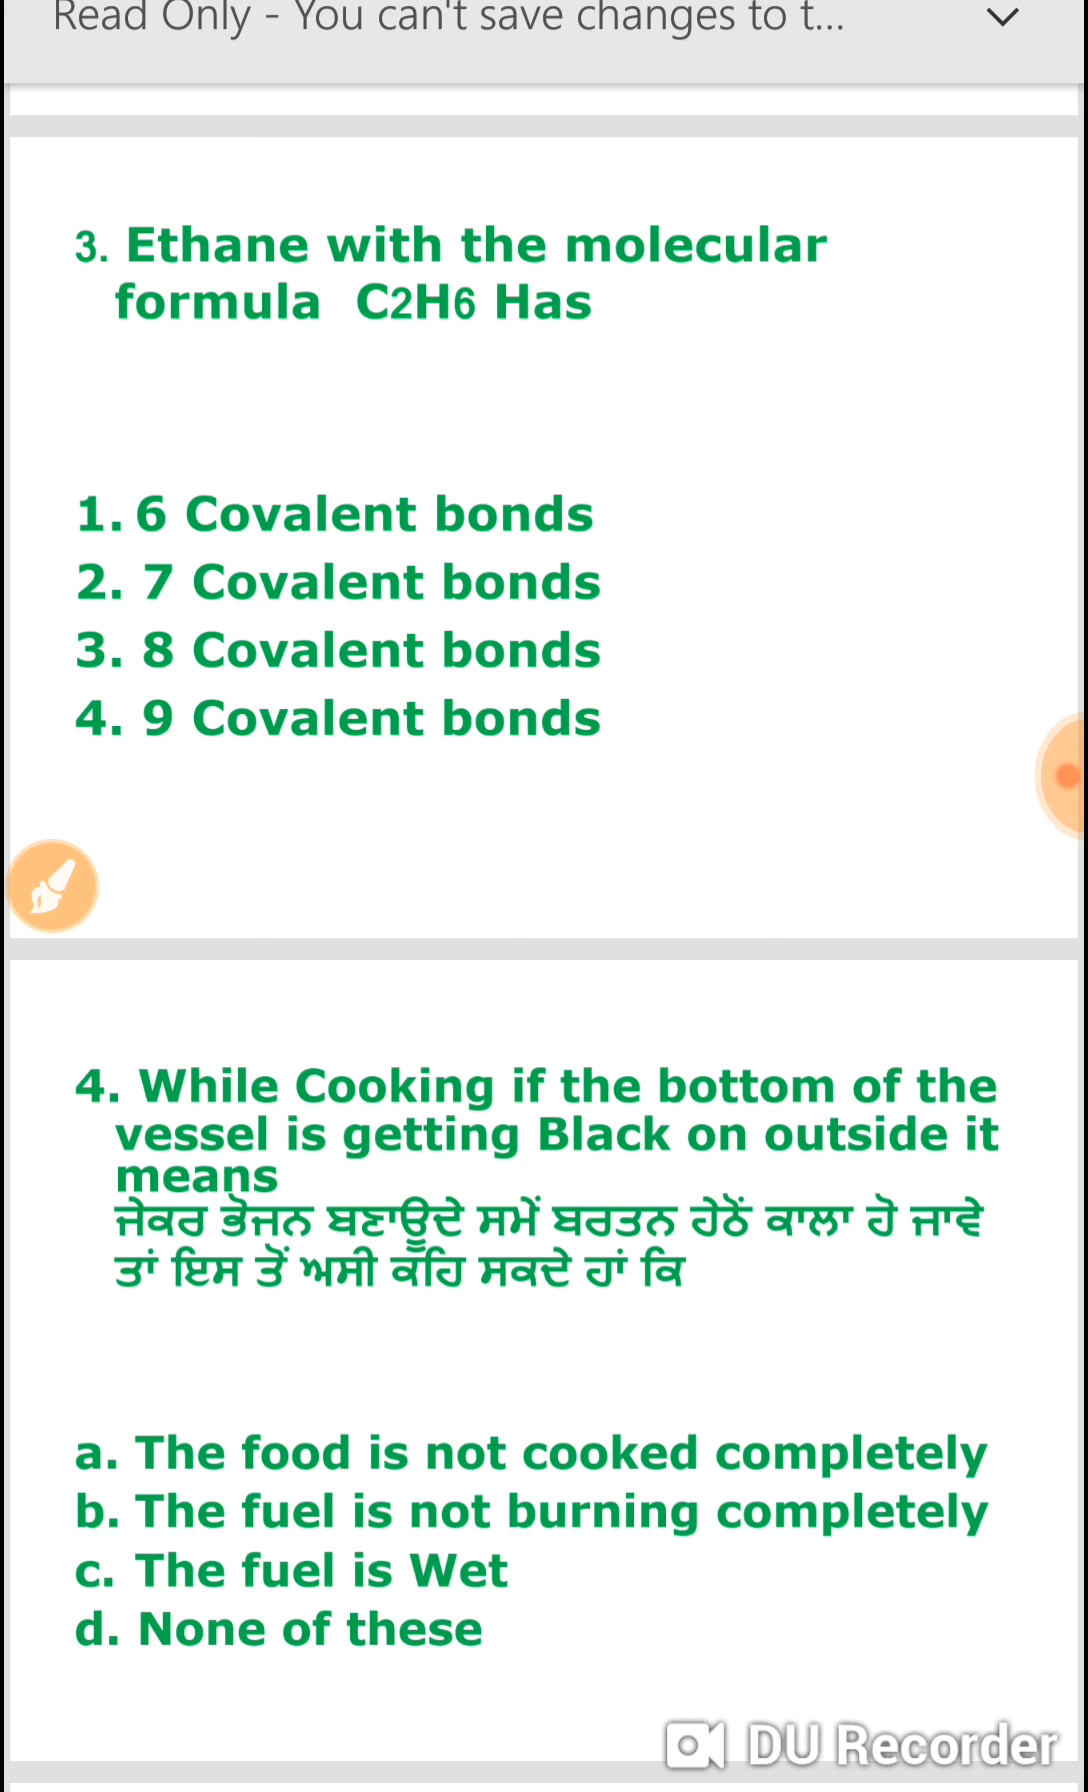 Read Only - You can't save changes to t...
3. Ethane with the molecular
formula C2H6 Has
1. 6 Covalent bonds
2. 7 Covalent bonds
3. 8 Covalent bonds
4. 9 Covalent bonds
4. While Cooking if the bottom of the
vessel is getting Black on outside it
means
ਜੇਕਰ ਭੋਜਨ ਬਣਾਊਦੇ ਸਮੇਂ ਬਰਤਨ ਹੇਠੋਂ ਕਾਲਾ ਹੋ ਜਾਵੇ
ਤਾਂ ਇਸ ਤੋਂ ਅਸੀ ਕਹਿ ਸਕਦੇ ਹਾਂ ਕਿ
a. The food is not cooked completely
b. The fuel is not burning completely
c. The fuel is Wet
d. None of these
DU Recorder